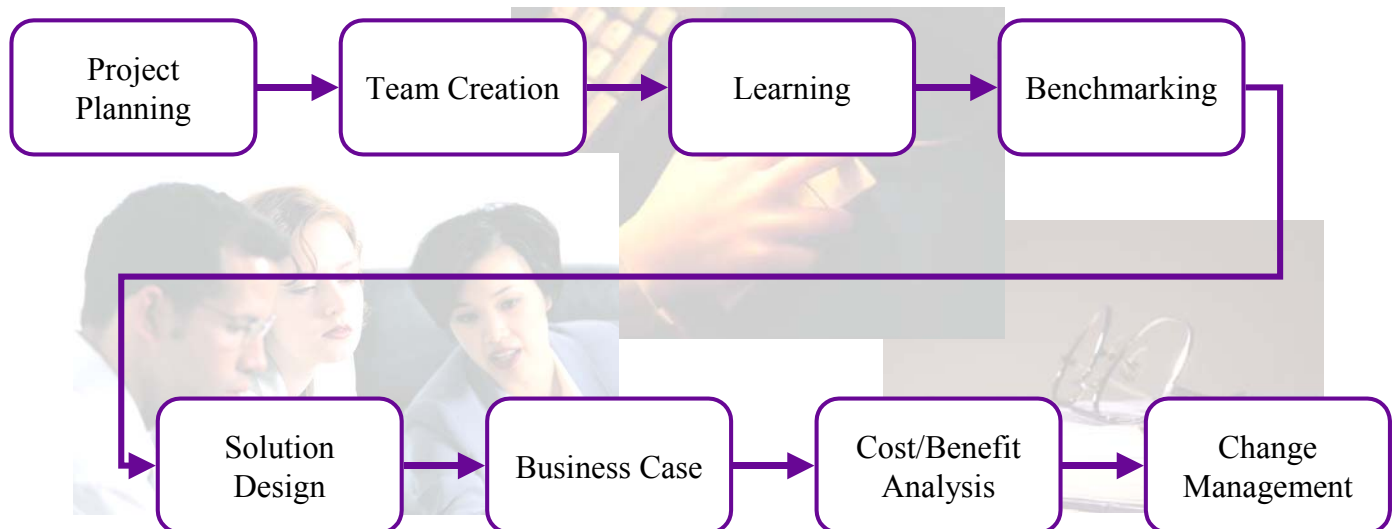 Project
Planning
Team Creation
Learning
Benchmarking
Solution
Design
Business Case
Cost/Benefit
Analysis
Change
Management